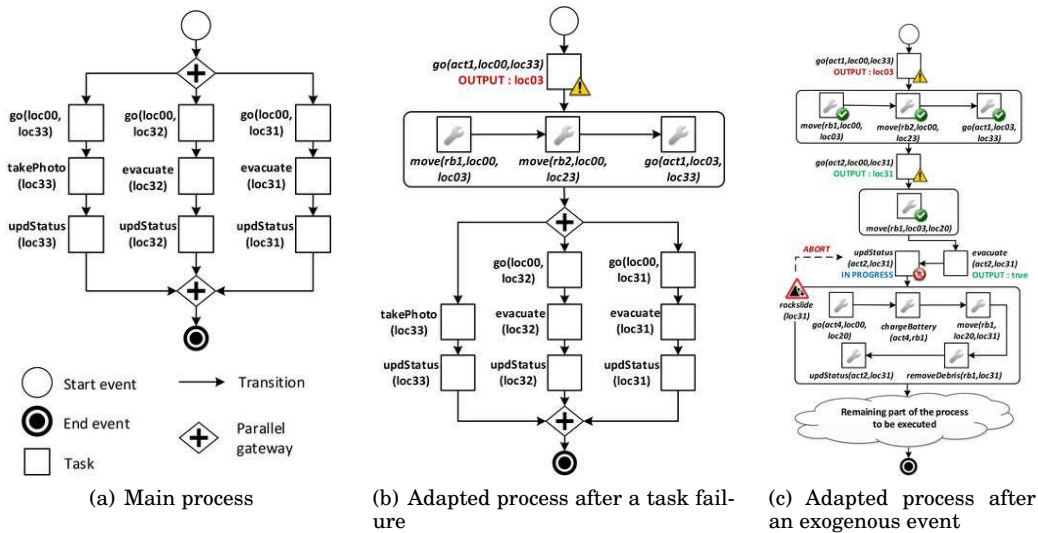 go(loc00,
loc33)
go(loc00,
loc32)
go(loc00,
loc31)
takePhoto
(loc33)
evacuate
(loc32)
evacuate
(loc31)
updStatus
(loc33)
updStatus
(loc32)
updStatus
(loc31)
Start event
Transition
End event
Parallel
gateway
Task
(a) Main process
go(act1,loc00,loc33)
OUTPUT : loc03
move(rb1,loc00,
loc03)
move(rb2,loc00,
loc23)
go(act1,loc03,
loc33)
go(loc00,
loc32)
go(loc00,
loc31)
takePhoto
(loc33)
evacuate
(loc32)
evacuate
(loc31)
updStatus
(loc33)
updStatus
(loc32)
updStatus
(loc31)
(b) Adapted process after a task fail-
ure
go(act1,loc00,loc33)
OUTPUT : loc03
move(rb1,loc00,
loc03)
move(rb2,loc00,
loc23)
go(act1,loc03,
loc33)
go(act2,loc00,loc31)
OUTPUT : loc31
move(rb1,loc03,loc20)
ABORT
updStatus
(act2,loc31)
IN PROGRESS
evacuate
(act2,loc31)
OUTPUT : true
rockslide
(loc31)
go(act4,loc00,
loc20)
chargeBattery
(act4,rb1)
move(rb1,
loc20,loc31)
updStatus(act2,loc31)
removeDebris(rb1,loc31)
Remaining part of the process
to be executed
(c) Adapted process after
an exogenous event